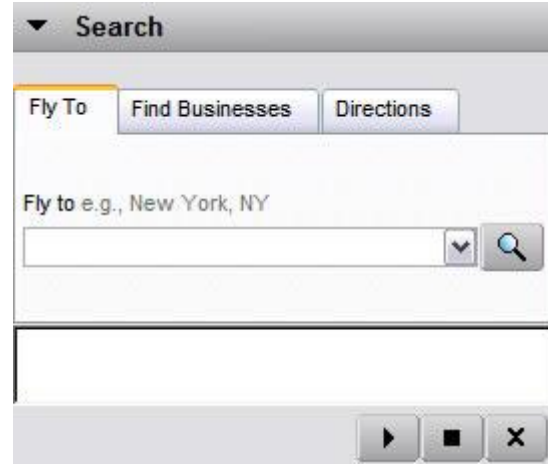 Search
Fly To Find Businesses Directions
Fly to e.g., New York, NY